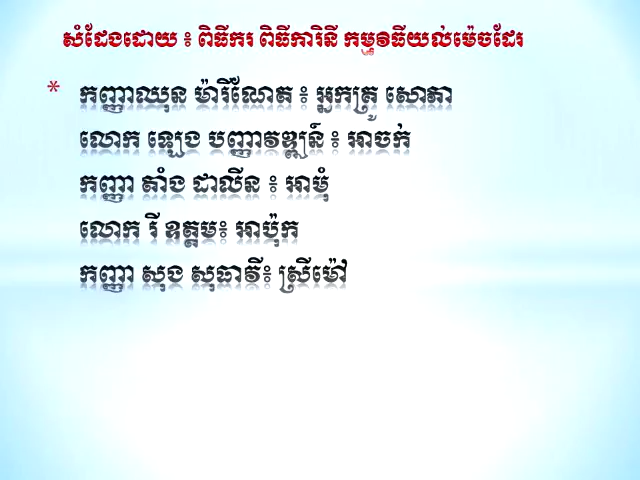 សំដែងដោយ ៖ ពិធីករ ពិធីការិនី កម្មវិធីយល់ម៉េចដែរ
* កញ្ញាឈុន ម៉ារីណែត ៖ អ្នកគ្រូ សោភា
លោក ឡេង បញ្ញាវឌ្ឍន៍ ៖ អាចក់
កញ្ញា តាំង ដាលីន ៖ អាមុំ
លោក រី ឧត្តម៖ អាប៉ុក
កញ្ញា សុង សុធាវី៖ ស្រីម៉ៅ